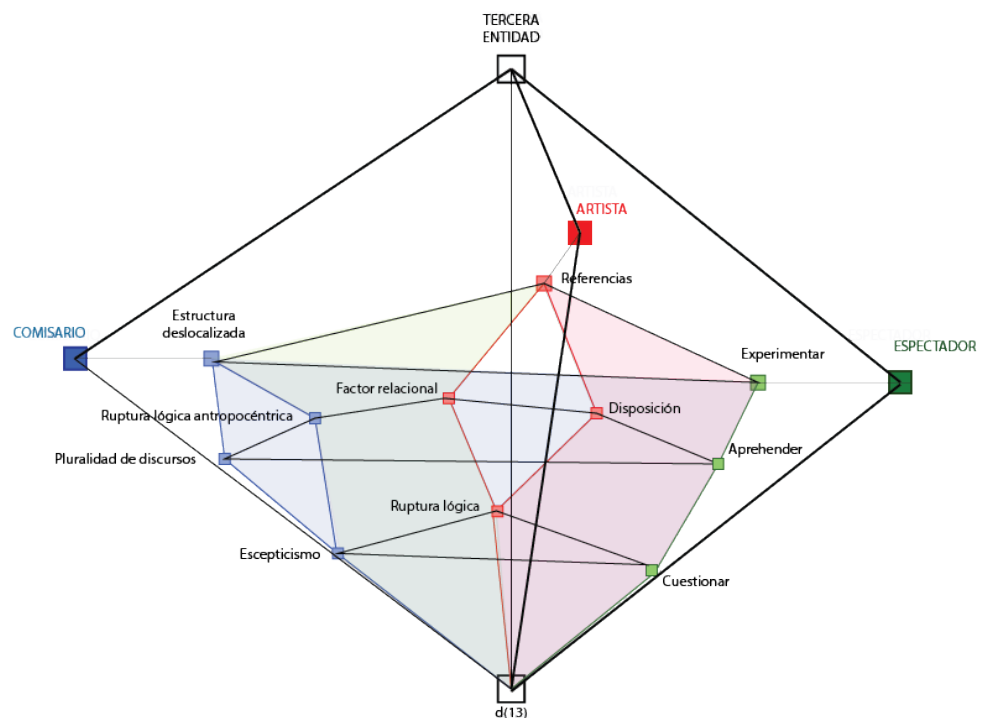 TERCERA
ENTIDAD
ARTISTA
Referencias
Estructura
deslocalizada
COMISARIO
Experimentar
ESPECTADOR
Factor relacional
Ruptura lógica antropocéntrica
Disposición
Pluralidad de discursos
Aprehender
Ruptura lógica
Escepticismo
Cuestionar
d(13)